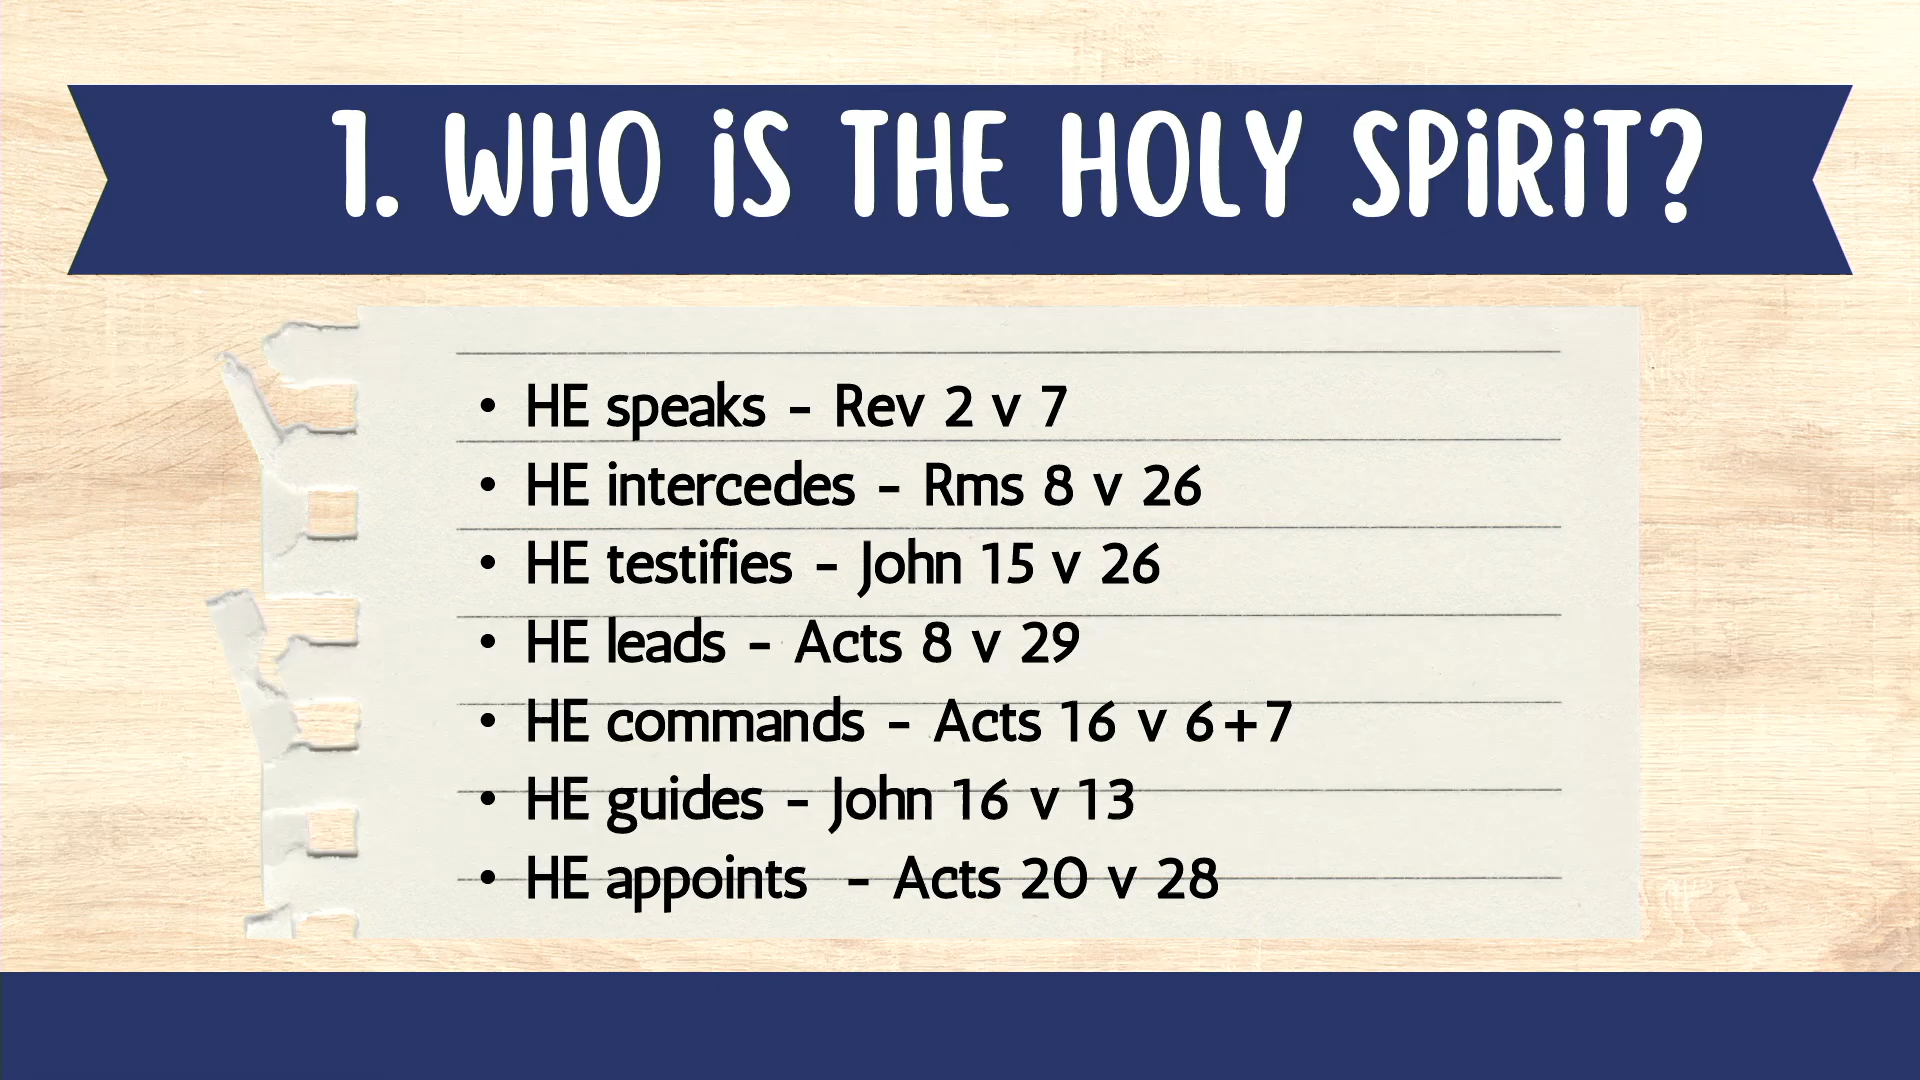 1. WHO iS THE HOLY SPiRiT?
• HE speaks - Rev 2 v 7
• HE intercedes - Rms 8 v 26
• HE testifies - John 15 v 26
• HE leads - Acts 8 v 29
• HE commands - Acts 16 v 6+7
• HE guides - John 16 v 13
• HE appoints - Acts 20 v 28